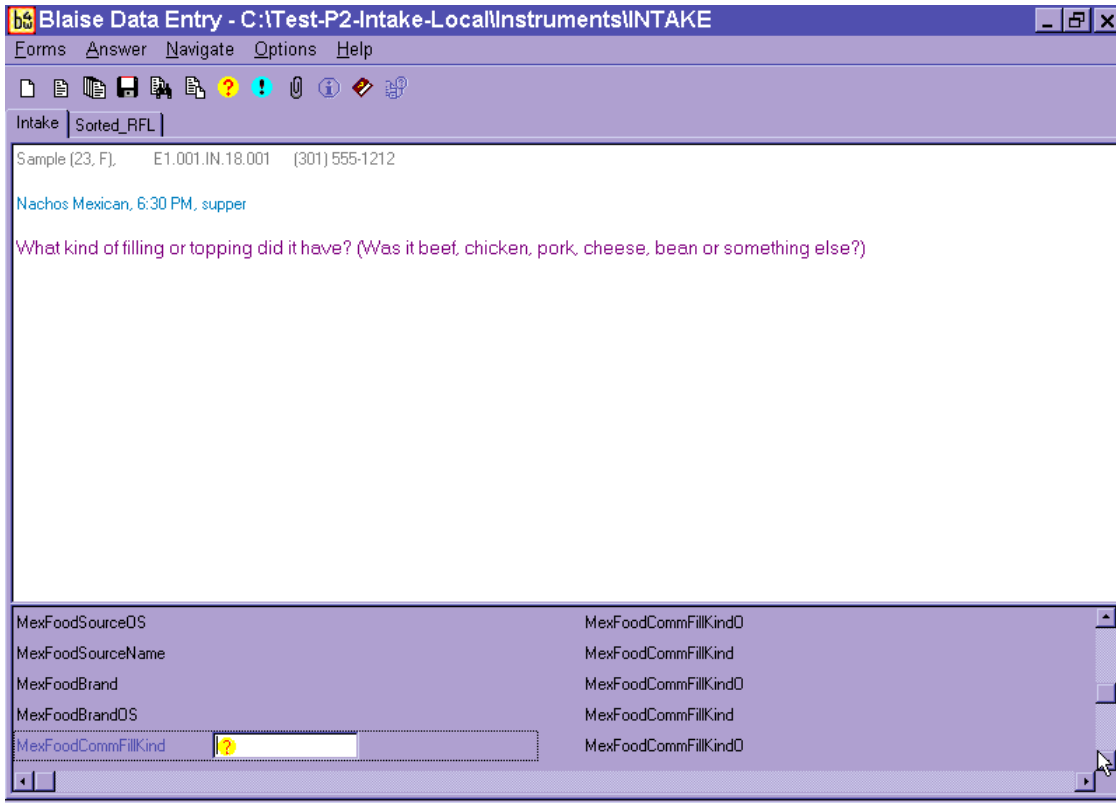 Blaise Data Entry - C:\Test-P2-Intake-Local\Instruments\INTAKE
Forms Answer Navigate Options Help
Intake Sorted_RFL
Sample (23, F), E1.001.IN.18.001 (301) 555-1212
Nachos Mexican, 6:30 PM, supper
What kind of filling or topping did it have? (Was it beef, chicken, pork, cheese, bean or something else?)
MexFoodSourceOS MexFoodCommFillKindO
MexFoodSourceName MexFoodCommFillKind
MexFoodBrand MexFoodCommFillKindO
MexFoodBrandOS MexFoodCommFillKind
MexFoodCommFillKind ? MexFoodCommFillKindO